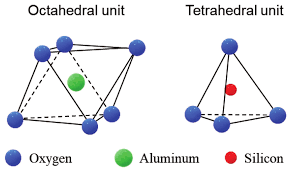 Octahedral unit
Tetrahedral unit
Oxygen
Aluminum
Silicon